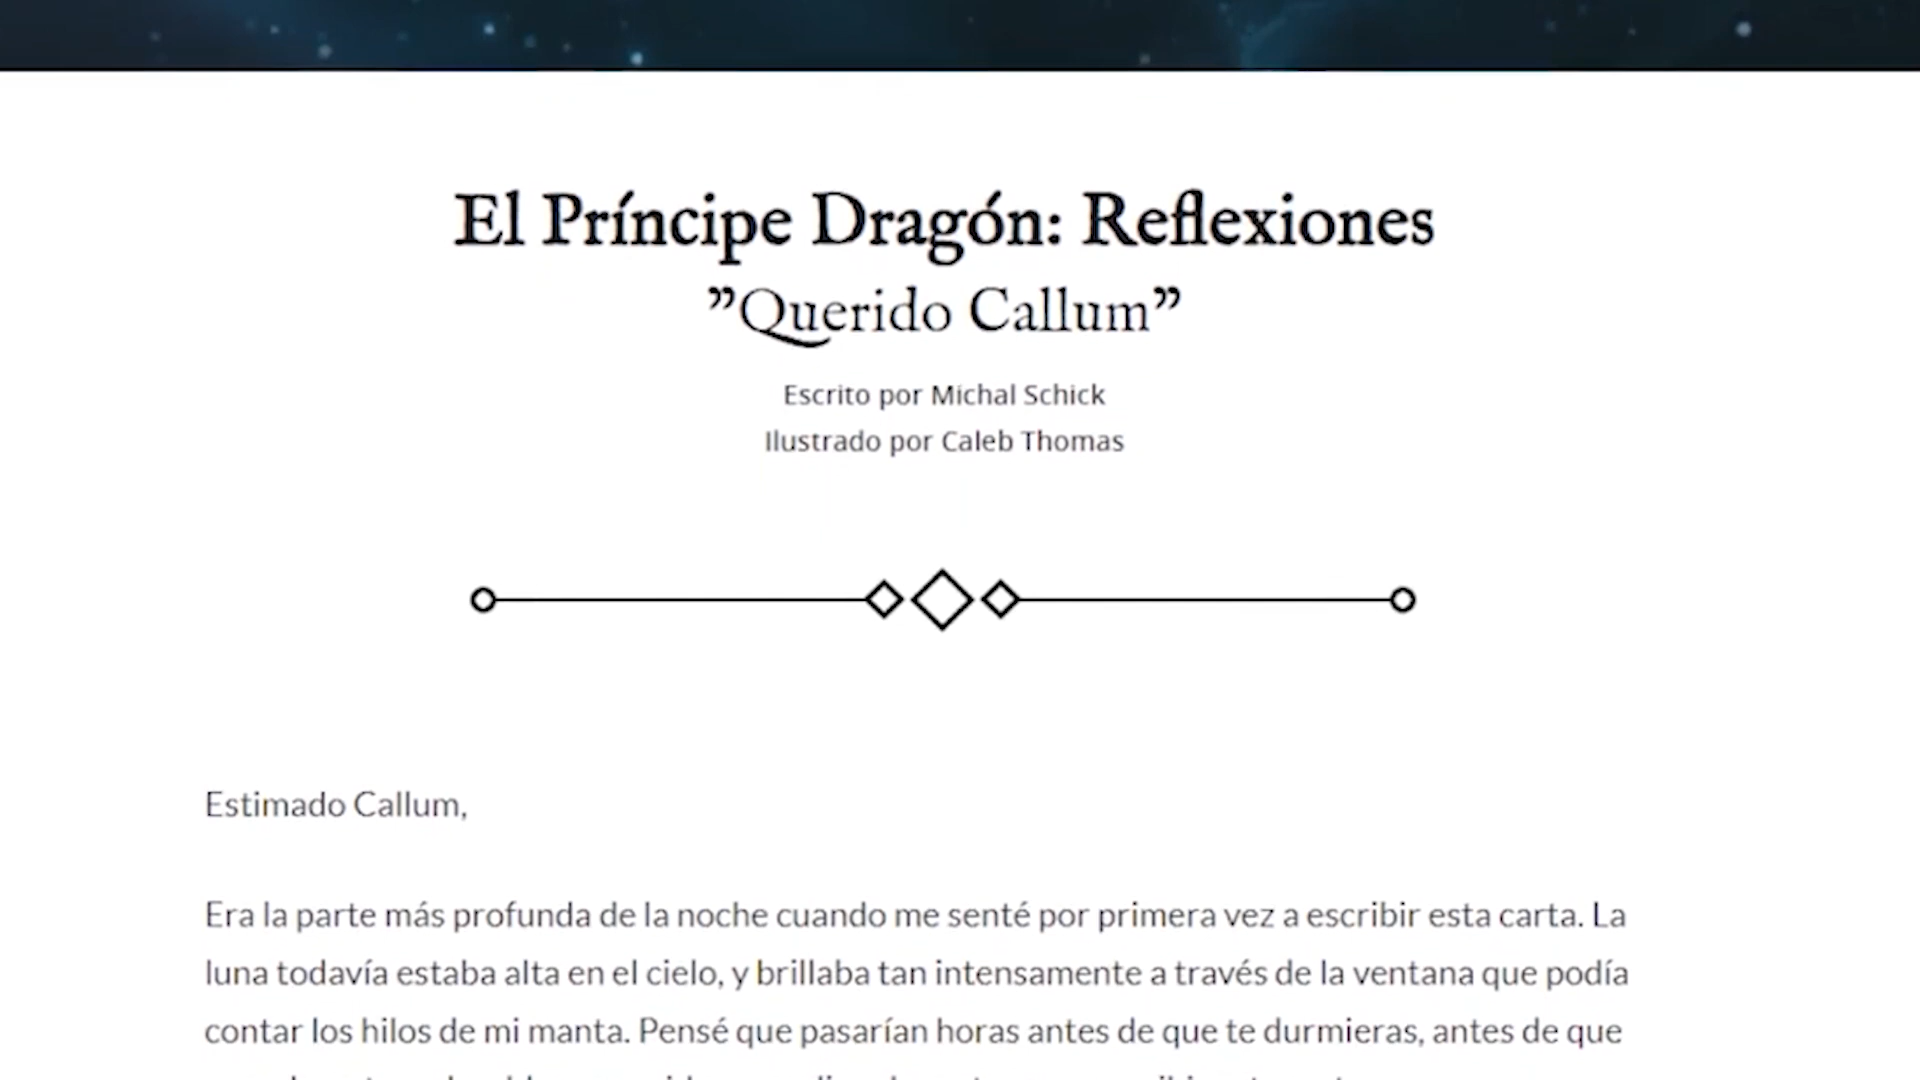 El Príncipe Dragón: Reflexiones
”Querido Callum”
Escrito por Michal Schick
Ilustrado por Caleb Thomas
Estimado Callum,
Era la parte más profunda de la noche cuando me senté por primera vez a escribir esta carta. La
luna todavía estaba alta en el cielo, y brillaba tan intensamente a través de la ventana que podía
contar los hilos de mi manta. Pensé que pasarían horas antes de que te durmieras, antes de que